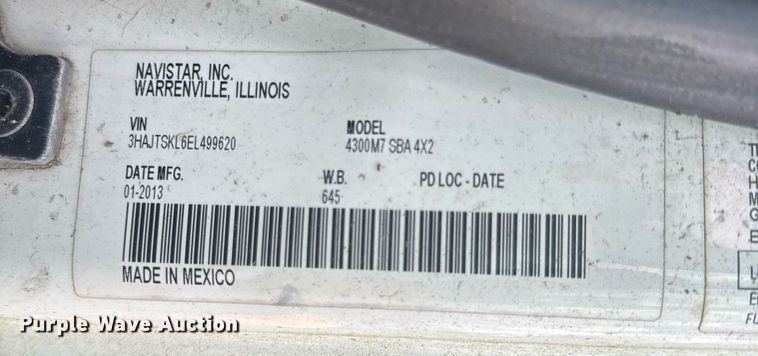 NAVISTAR, INC.
WARRENVILLE, ILLINOIS
VIN MODEL
3HAJTSKL6EL499620 4300M7 SBA 4X2
DATE MFG. W.B. PD LOC - DATE
01-2013 645
MADE IN MEXICO
Purple Wave Auction